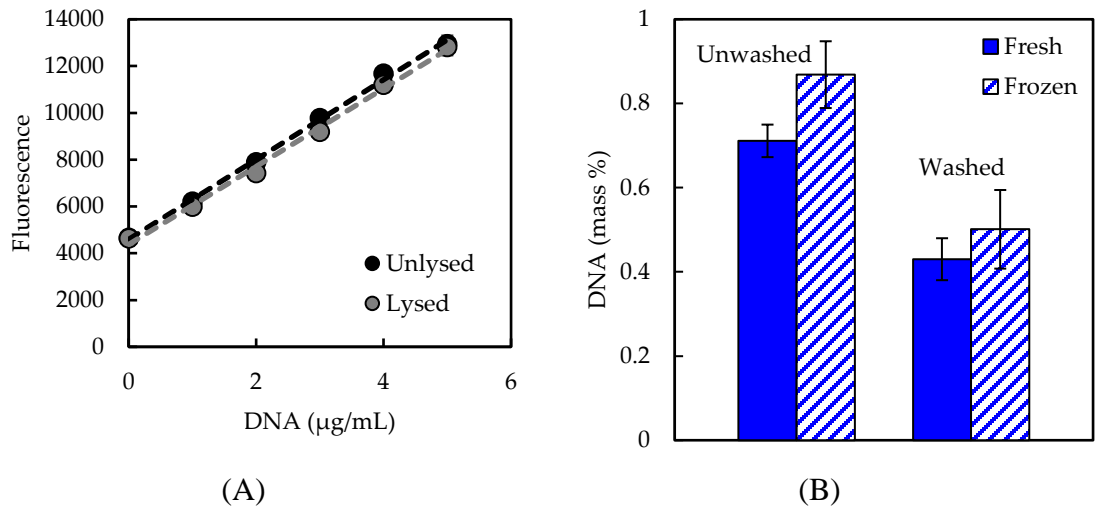 14000
12000
10000
8000
6000
4000
2000
0
Fluorescence
Unlysed
Lysed
0 2 4 6
DNA (µg/mL)
(A)
1
0.8
0.6
0.4
0.2
0
DNA (mass %)
Unwashed
Fresh
Frozen
Washed
(B)